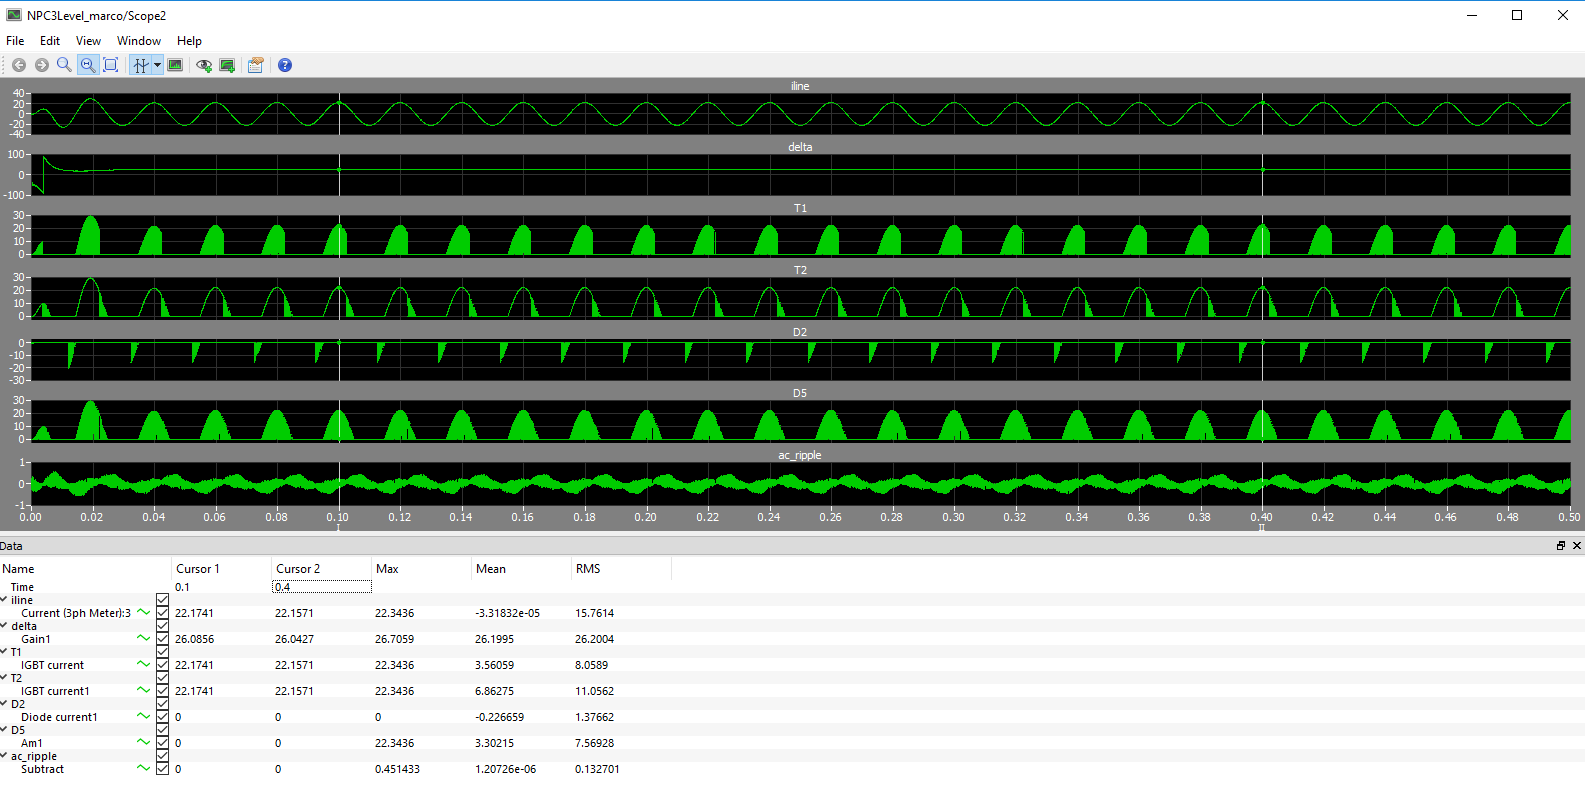 NPC3Level_marco/Scope2
File Edit View Window Help
iline
40
20
0
-20
-40
delta
100
0
-100
T1
30
20
10
0
T2
30
20
10
0
D2
0
-10
-20
-30
D5
30
20
10
0
ac_ripple
1
0
-1
0.00 0.02 0.04 0.06 0.08 0.10 0.12 0.14 0.16 0.18 0.20 0.22 0.24 0.26 0.28 0.30 0.32 0.34 0.36 0.38 0.40 0.42 0.44 0.46 0.48 0.50
I II
Data
Name Cursor 1 Cursor 2 Max Mean RMS
Time 0.1 0.4
iline
Current (3ph Meter):3 22.1741 22.1571 22.3436 -3.31832e-05 15.7614
delta
Gain1 26.0856 26.0427 26.7059 26.1995 26.2004
T1
IGBT current 22.1741 22.1571 22.3436 3.56059 8.0589
T2
IGBT current1 22.1741 22.1571 22.3436 6.86275 11.0562
D2
Diode current1 0 0 0 -0.226659 1.37662
D5
Am1 0 0 22.3436 3.30215 7.56928
ac_ripple
Subtract 0 0 0.451433 1.20726e-06 0.132701